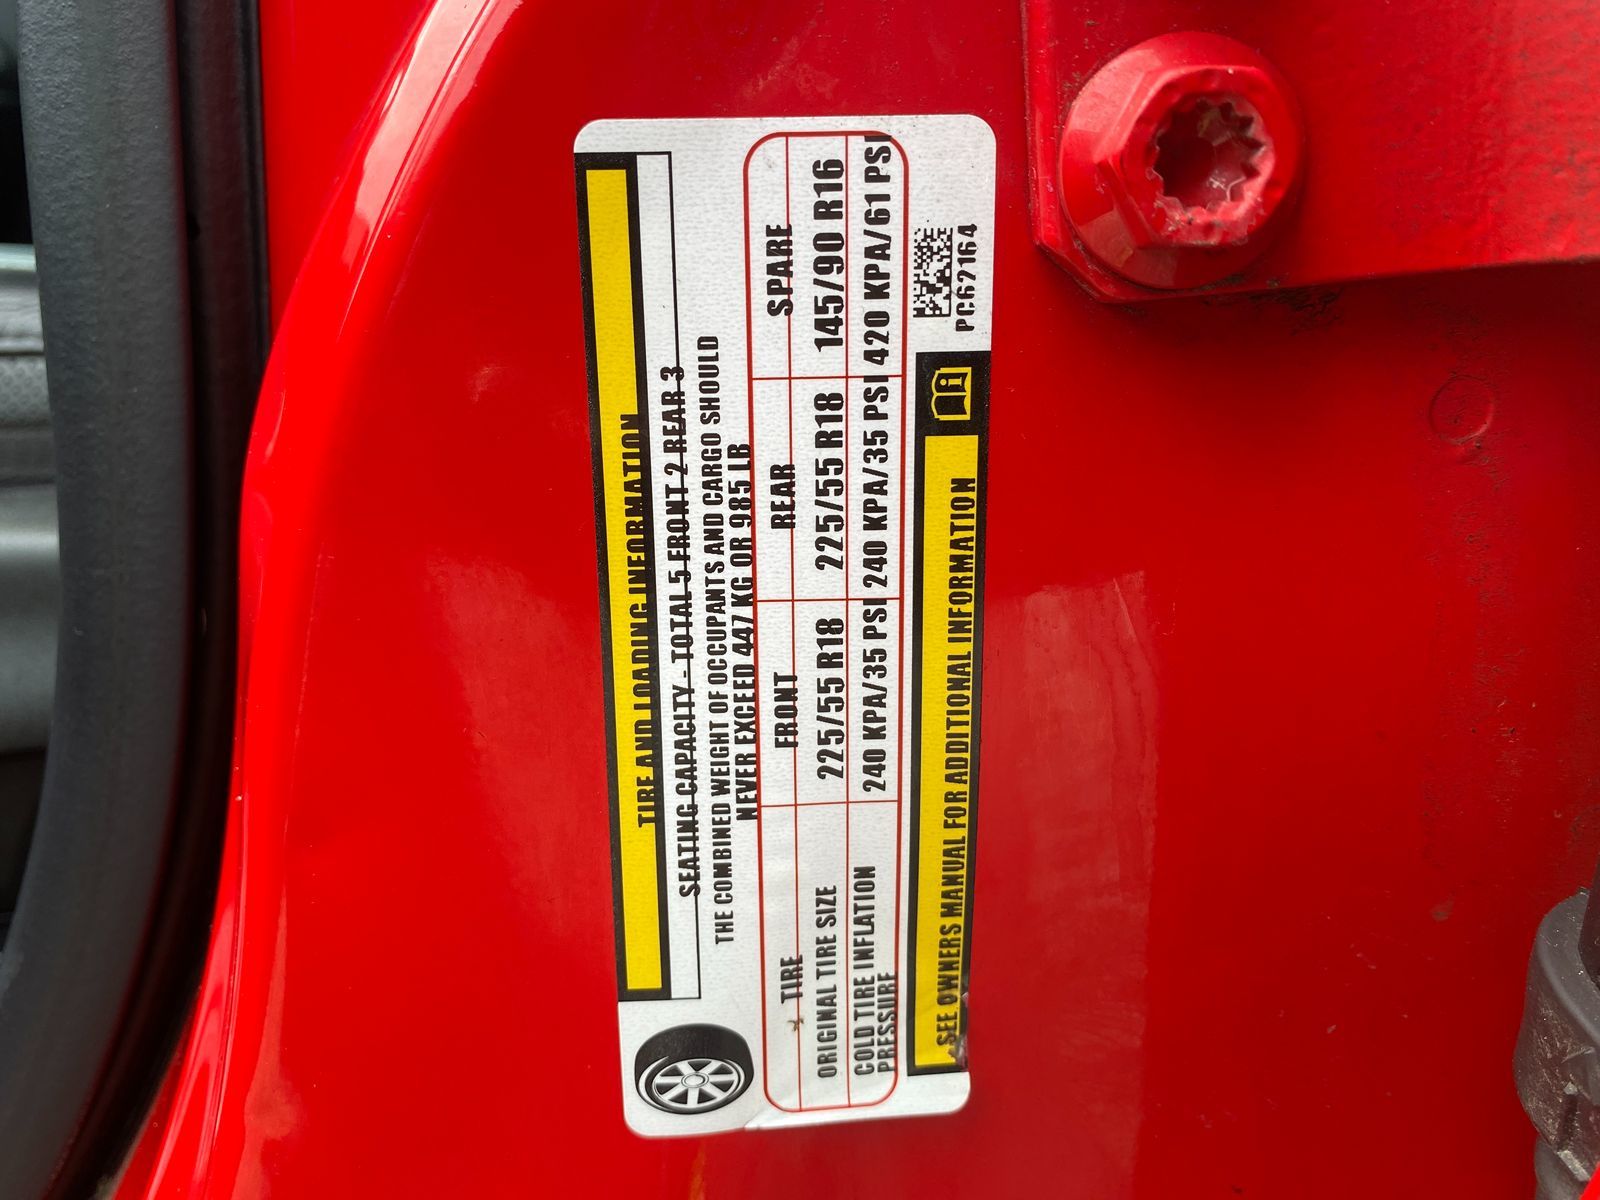 TIRE AND LOADING INFORMATION
SEATING CAPACITY - TOTAL 5 FRONT 2 REAR 3
THE COMBINED WEIGHT OF OCCUPANTS AND CARGO SHOULD
NEVER EXCEED 447 KG OR 985 LB
TIRE FRONT REAR SPARE
ORIGINAL TIRE SIZE 225/55 R18 225/55 R18 145/90 R16
COLD TIRE INFLATION 240 KPA/35 PSI 240 KPA/35 PSI 420 KPA/61 PSI
PRESSURE
SEE OWNERS MANUAL FOR ADDITIONAL INFORMATION
PC62164